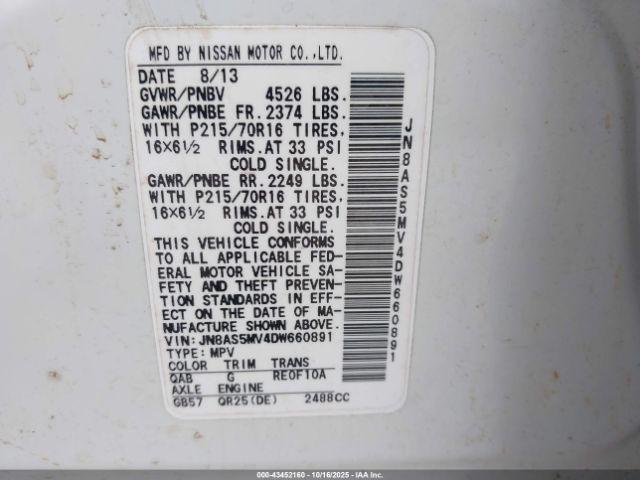 MFD BY NISSAN MOTOR CO.,LTD.
DATE 8/13
GVWR/PNBV 4526 LBS.
GAWR/PNBE FR. 2374 LBS.
WITH P215/70R16 TIRES,
16X6½ RIMS.AT 33 PSI
COLD SINGLE.
GAWR/PNBE RR. 2249 LBS.
WITH P215/70R16 TIRES,
16X6½ RIMS.AT 33 PSI
COLD SINGLE.
THIS VEHICLE CONFORMS
TO ALL APPLICABLE FED-
ERAL MOTOR VEHICLE SA-
FETY AND THEFT PREVEN-
TION STANDARDS IN EFF-
ECT ON THE DATE OF MA-
NUFACTURE SHOWN ABOVE.
VIN: JN8AS5MV4DW660891
TYPE: MPV
COLOR TRIM TRANS
QAB G RE0F10A
AXLE ENGINE
GB57 QR25(DE) 2488CC
JN8AS5MV4DW660891
000-43452160 - 10/16/2025 - IAAI.COM